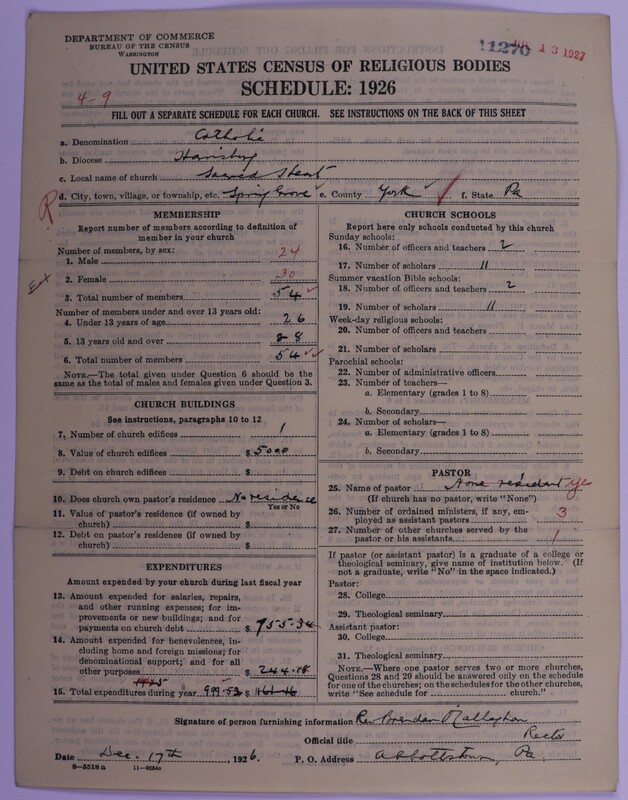 DEPARTMENT OF COMMERCE
BUREAU OF THE CENSUS
WASHINGTON
11270
13 1927
UNITED STATES CENSUS OF RELIGIOUS BODIES
SCHEDULE: 1926
4-9
FILL OUT A SEPARATE SCHEDULE FOR EACH CHURCH. SEE INSTRUCTIONS ON THE BACK OF THIS SHEET
a. Denomination Catholic
b. Diocese Harrisburg
c. Local name of church Sacred Heart
d. City, town, village, or township, etc. Spring Grove e. County York f. State Pa
MEMBERSHIP
Report number of members according to definition of
member in your church
Number of members, by sex:
1. Male 24
2. Female 30
3. Total number of members 54
Number of members under and over 13 years old:
4. Under 13 years of age 26
5. 13 years old and over 28
6. Total number of members 54
NOTE.—The total given under Question 6 should be
same as the total of males and females given under Question 3.
CHURCH BUILDINGS
See instructions, paragraphs 10 to 12
7. Number of church edifices 1
8. Value of church edifices $ 5000
9. Debt on church edifices $
10. Does church own pastor's residence No residence
Yes or No
11. Value of pastor's residence (if owned by
church) $
12. Debt on pastor's residence (if owned by
church) $
EXPENDITURES
Amount expended by your church during last fiscal year
13. Amount expended for salaries, repairs,
and other running expenses; for im-
provements or new buildings; and for
payments on church debt $ 755.34
14. Amount expended for benevolences, in-
cluding home and foreign missions; for
denominational support; and for all
other purposes $ 244.18
15. Total expenditures during year 999.52 $
CHURCH SCHOOLS
Report here only schools conducted by this church
Sunday schools:
16. Number of officers and teachers 2
17. Number of scholars 11
Summer vacation Bible schools:
18. Number of officers and teachers 2
19. Number of scholars 11
Week-day religious schools:
20. Number of officers and teachers
21. Number of scholars
Parochial schools:
22. Number of administrative officers
23. Number of teachers—
a. Elementary (grades 1 to 8)
b. Secondary
24. Number of scholars—
a. Elementary (grades 1 to 8)
b. Secondary
PASTOR
25. Name of pastor None resident
(If church has no pastor, write "None")
26. Number of ordained ministers, if any, em-
ployed as assistant pastors 3
27. Number of other churches served by the
pastor or his assistants 1
If pastor (or assistant pastor) is a graduate of a college or
theological seminary, give name of institution below. (If
not a graduate, write "No" in the space indicated.)
Pastor:
28. College
29. Theological seminary
Assistant pastor:
30. College
31. Theological seminary
NOTE.—Where one pastor serves two or more churches,
Questions 28 and 29 should be answered only on the schedule
for one of the churches; on the schedules for the other churches,
write "See schedule for church."
Signature of person furnishing information Rev Brendan O'Callaghan
Official title Rector
Date Dec. 17th, 1926. P. O. Address Abbottstown, Pa.
8—5518a 11—9054a